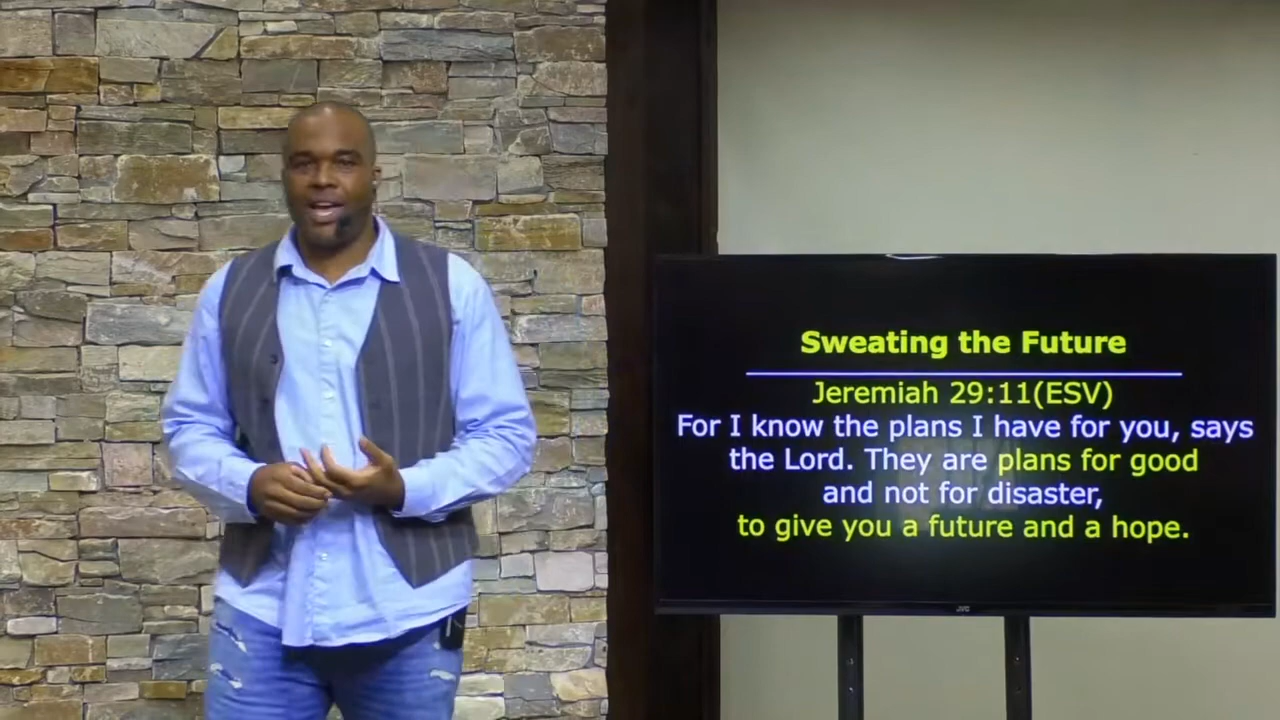 Sweating the Future
Jeremiah 29:11(ESV)
For I know the plans I have for you, says
the Lord. They are plans for good
and not for disaster,
to give you a future and a hope.
JVC